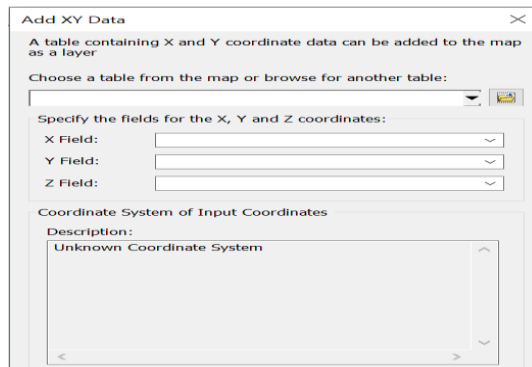 Add XY Data
A table containing X and Y coordinate data can be added to the map
as a layer
Choose a table from the map or browse for another table:
Specify the fields for the X, Y and Z coordinates:
X Field:
Y Field:
Z Field:
Coordinate System of Input Coordinates
Description:
Unknown Coordinate System